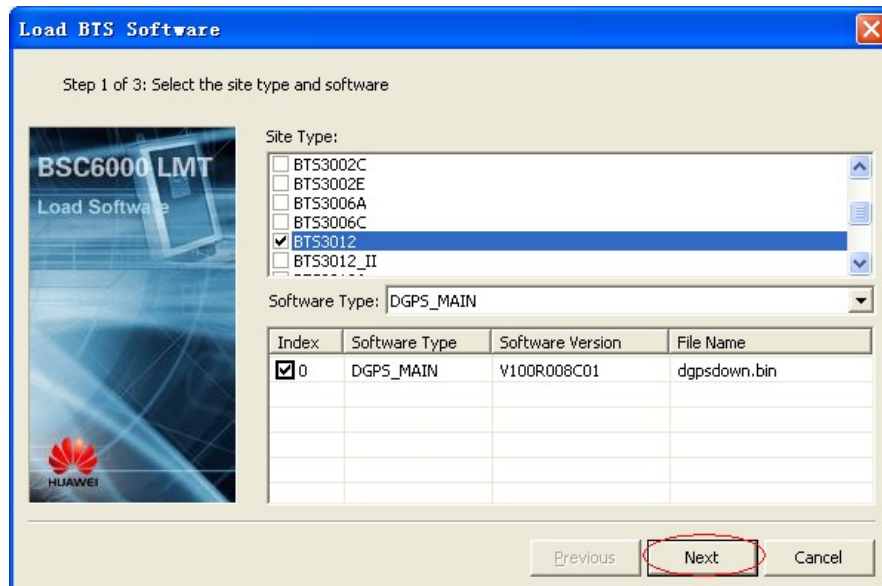 Load BTS Software
Step 1 of 3: Select the site type and software
BSC6000 LMT
Load Software
HUAWEI
Site Type:
BTS3002C
BTS3002E
BTS3006A
BTS3006C
BTS3012
BTS3012_II
Software Type: DGPS_MAIN
Index Software Type Software Version File Name
0 DGPS_MAIN V100R008C01 dgpsdown.bin
Previous Next Cancel